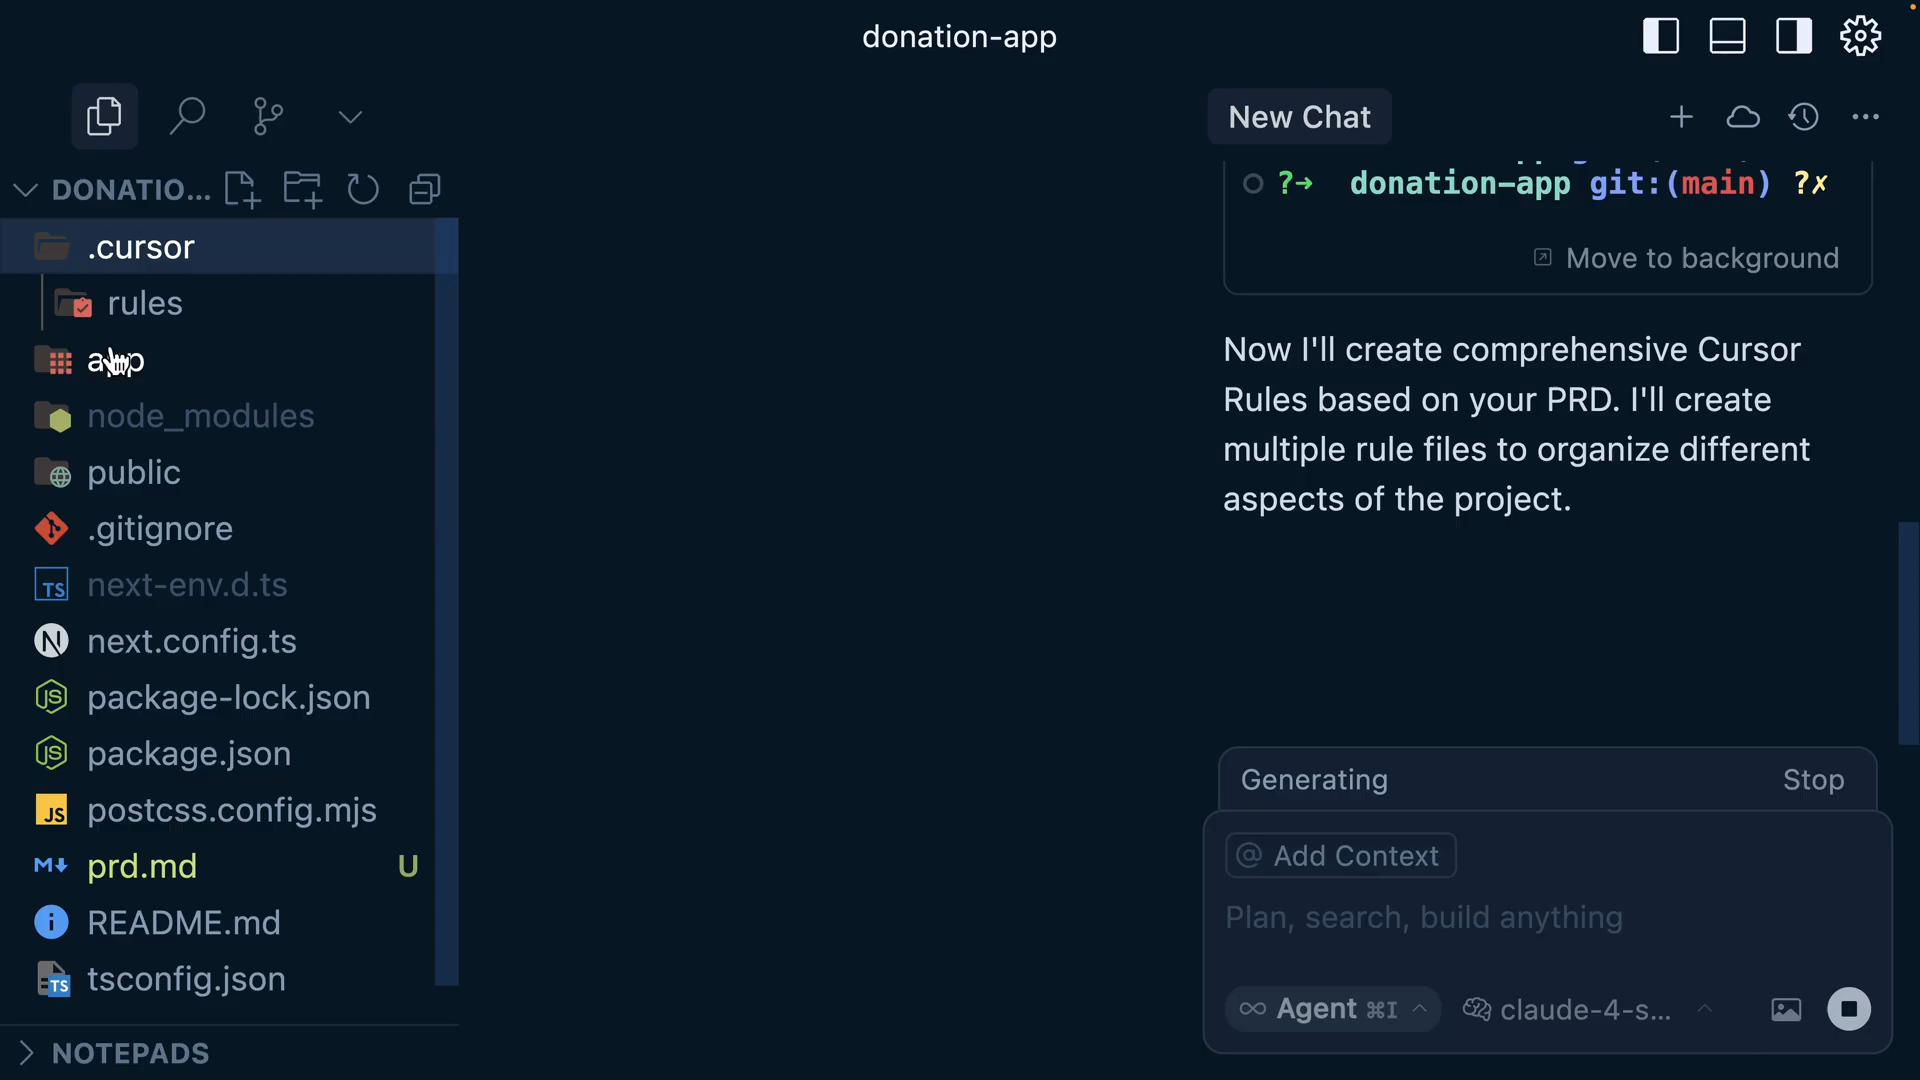 donation-app
New Chat
DONATIO...
.cursor
rules
app
node_modules
public
.gitignore
next-env.d.ts
next.config.ts
package-lock.json
package.json
postcss.config.mjs
prd.md U
README.md
tsconfig.json
NOTEPADS
?→ donation-app git:(main) ?✗
Move to background
Now I'll create comprehensive Cursor
Rules based on your PRD. I'll create
multiple rule files to organize different
aspects of the project.
Generating Stop
@ Add Context
Plan, search, build anything
Agent ⌘I claude-4-s...